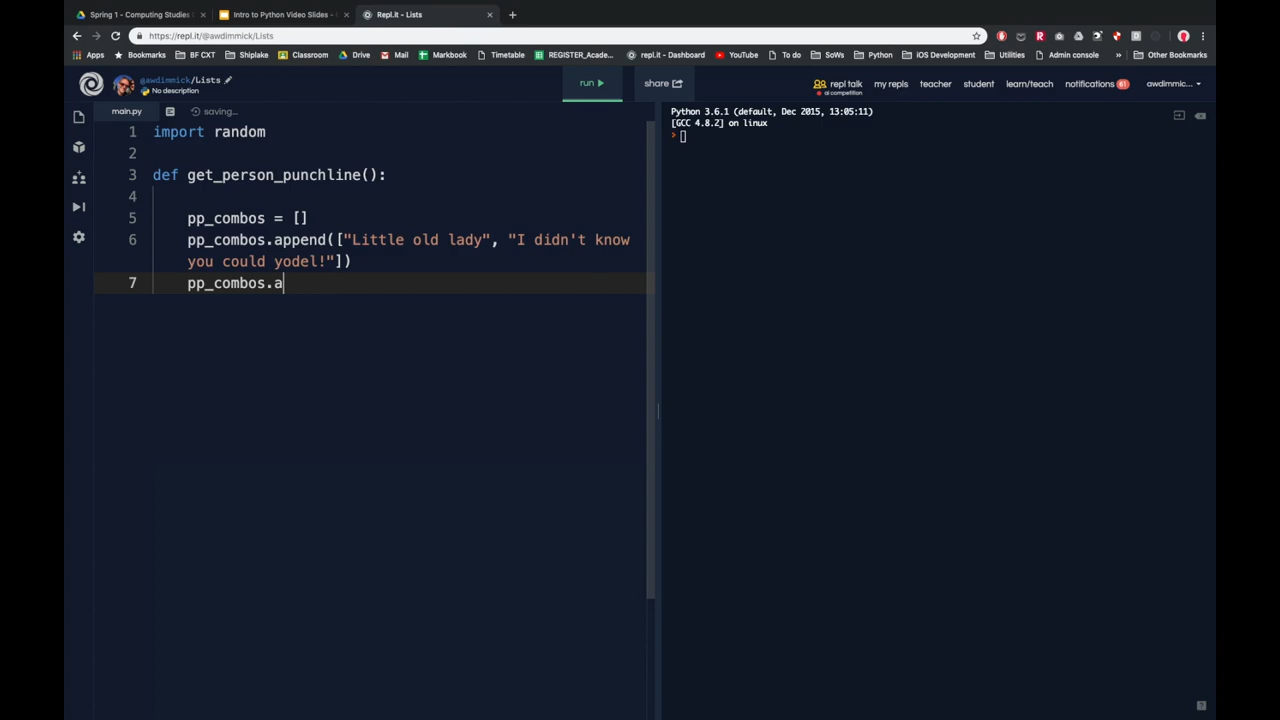 Spring 1 - Computing Studies
Intro to Python Video Slides -
Repl.it - Lists
https://repl.it/@awdimmick/Lists
Apps Bookmarks BF CXT Shiplake Classroom Drive Mail Markbook Timetable REGISTER_Acade... repl.it - Dashboard YouTube To do SoWs Python iOS Development Utilities Admin console » Other Bookmarks
@awdimmick/Lists
No description
run
share
repl talk
ai competition
my repls
teacher
student
learn/teach
notifications 81
awdimmic...
main.py
saving...
1 import random
2
3 def get_person_punchline():
4
5 pp_combos = []
6 pp_combos.append(["Little old lady", "I didn't know
you could yodel!"])
7 pp_combos.a
Python 3.6.1 (default, Dec 2015, 13:05:11)
[GCC 4.8.2] on linux
>
?